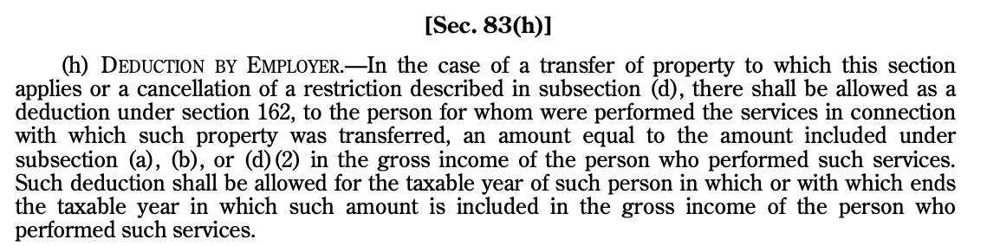 [Sec. 83(h)]
(h) DEDUCTION BY EMPLOYER.—In the case of a transfer of property to which this section
applies or a cancellation of a restriction described in subsection (d), there shall be allowed as a
deduction under section 162, to the person for whom were performed the services in connection
with which such property was transferred, an amount equal to the amount included under
subsection (a), (b), or (d)(2) in the gross income of the person who performed such services.
Such deduction shall be allowed for the taxable year of such person in which or with which ends
the taxable year in which such amount is included in the gross income of the person who
performed such services.